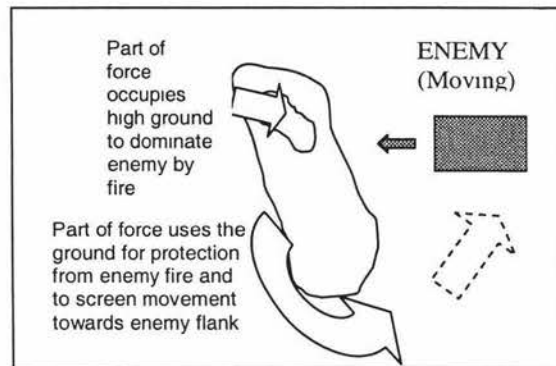 Part of
force
occupies
high ground
to dominate
enemy by
fire
ENEMY
(Moving)
Part of force uses the
ground for protection
from enemy fire and
to screen movement
towards enemy flank